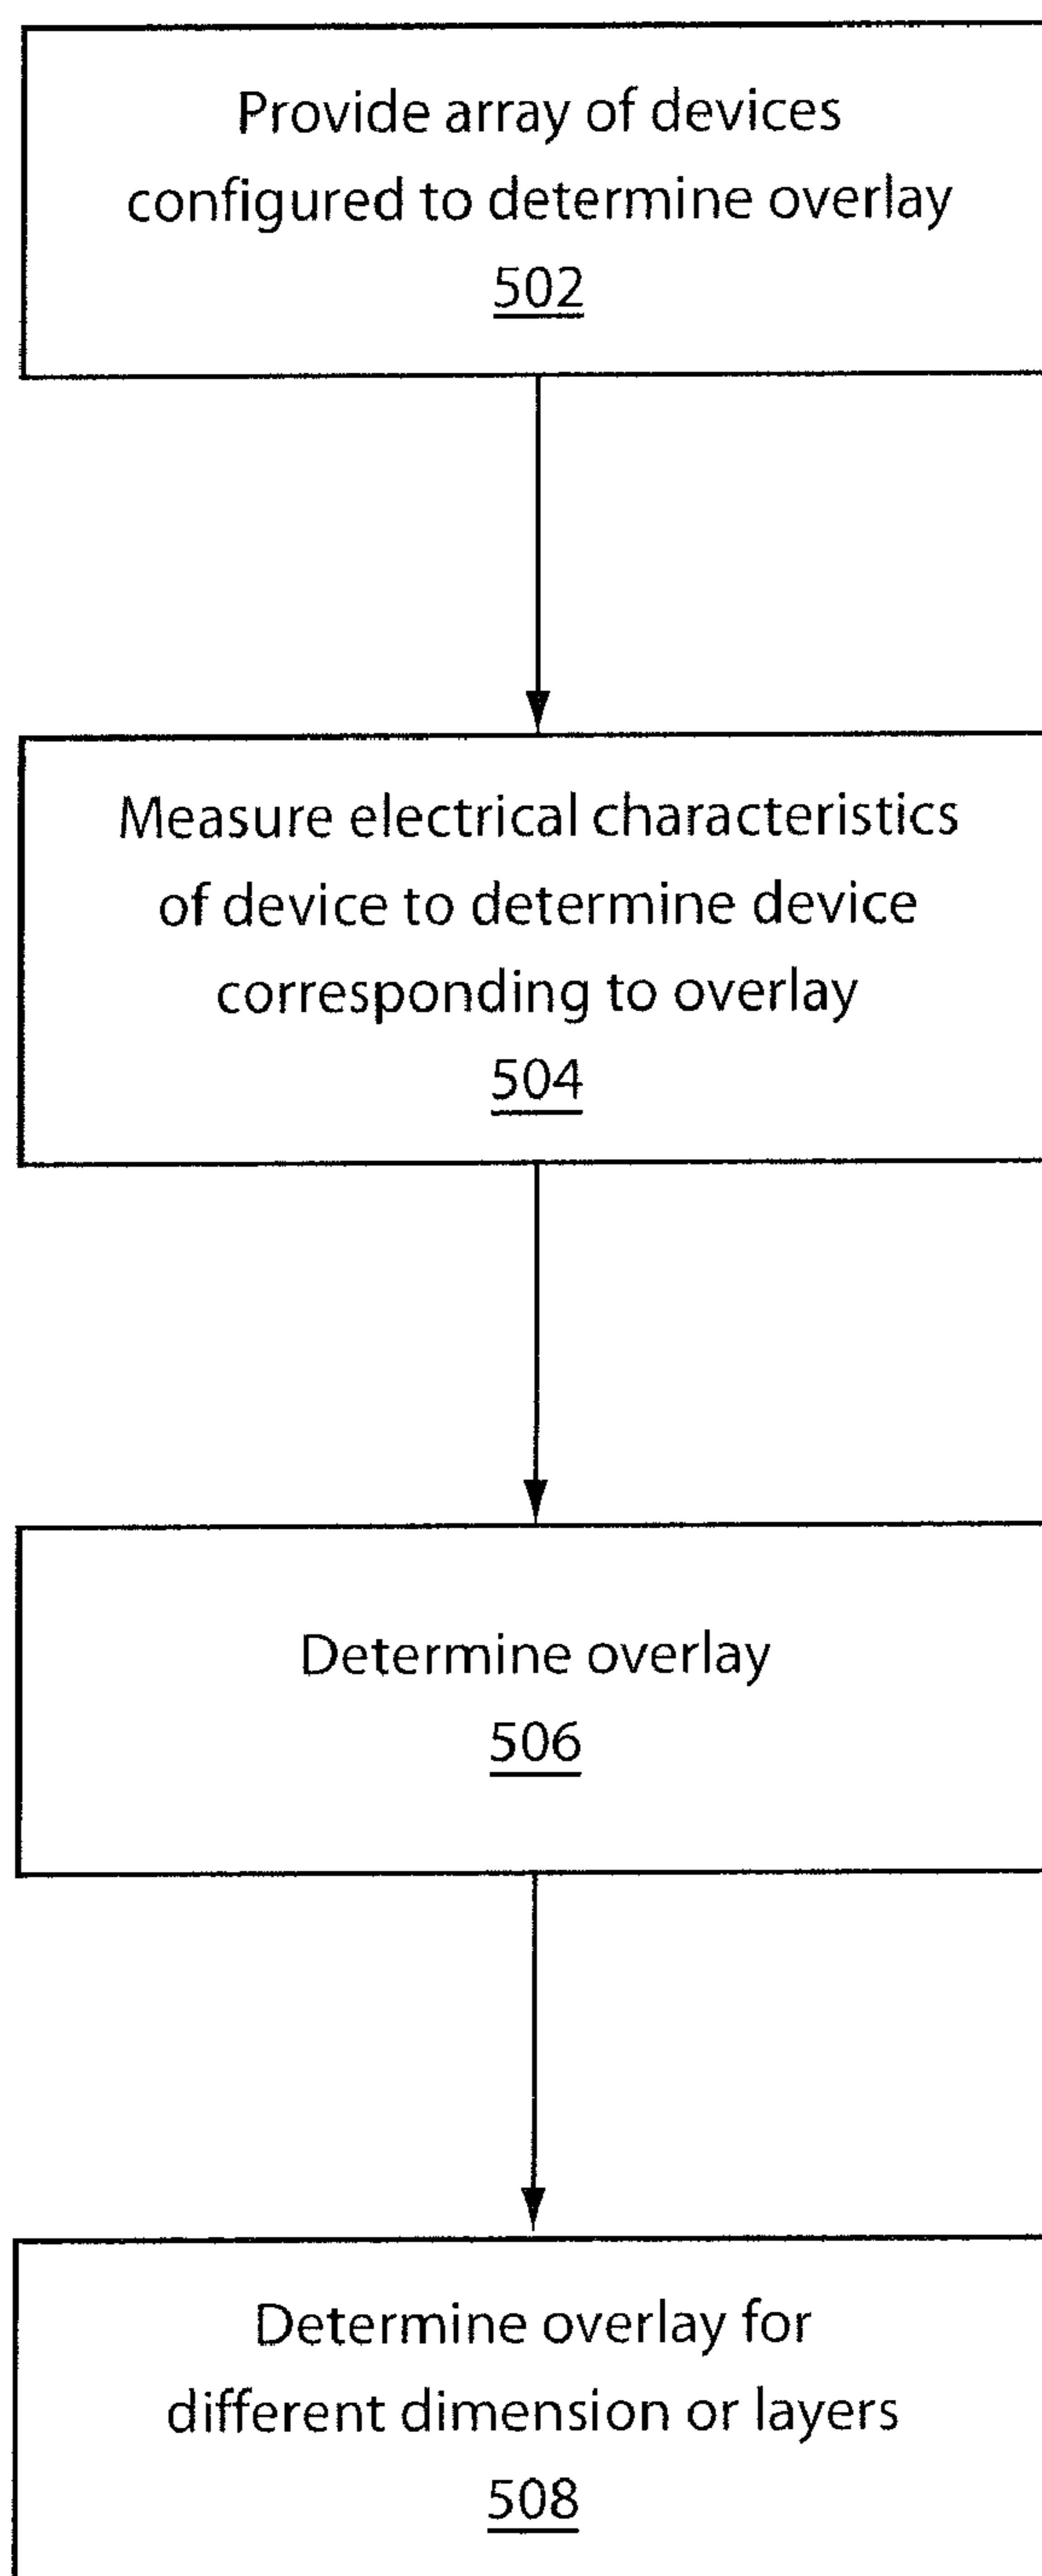 Provide array of devices
configured to determine overlay
502
Measure electrical characteristics
of device to determine device
corresponding to overlay
504
Determine overlay
506
Determine overlay for
different dimension or layers
508